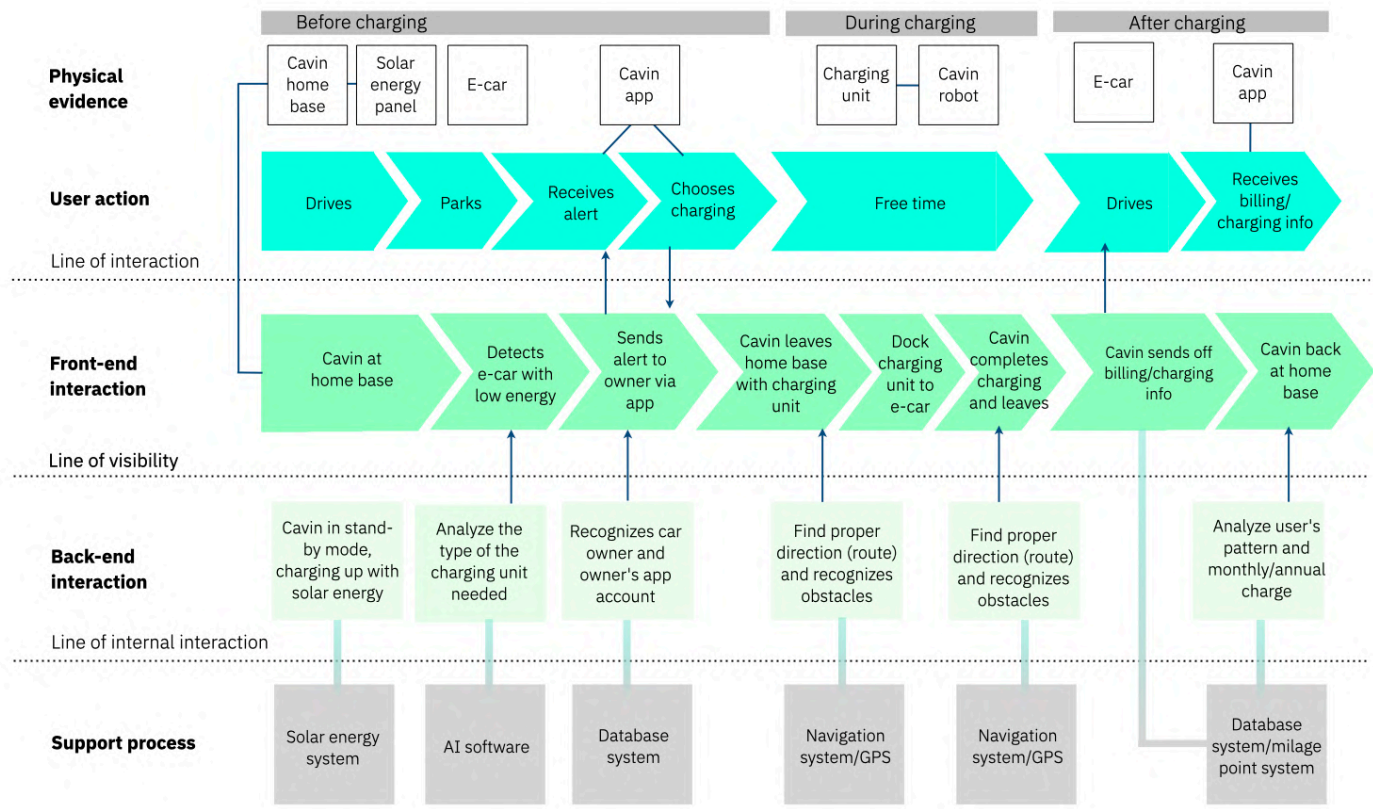 Before charging
During charging
After charging
Physical
evidence
Cavin
home
base
Solar
energy
panel
E-car
Cavin
app
Charging
unit
Cavin
robot
E-car
Cavin
app
User action
Drives
Parks
Receives
alert
Chooses
charging
Free time
Drives
Receives
billing/
charging info
Line of interaction
Front-end
interaction
Cavin at
home base
Detects
e-car with
low energy
Sends
alert to
owner via
app
Cavin leaves
home base
with charging
unit
Dock
charging
unit to
e-car
Cavin
completes
charging
and leaves
Cavin sends off
billing/charging
info
Cavin back
at home
base
Line of visibility
Back-end
interaction
Cavin in stand-
by mode,
charging up with
solar energy
Analyze the
type of the
charging unit
needed
Recognizes car
owner and
owner's app
account
Find proper
direction (route)
and recognizes
obstacles
Find proper
direction (route)
and recognizes
obstacles
Analyze user's
pattern and
monthly/annual
charge
Line of internal interaction
Support process
Solar energy
system
AI software
Database
system
Navigation
system/GPS
Navigation
system/GPS
Database
system/milage
point system